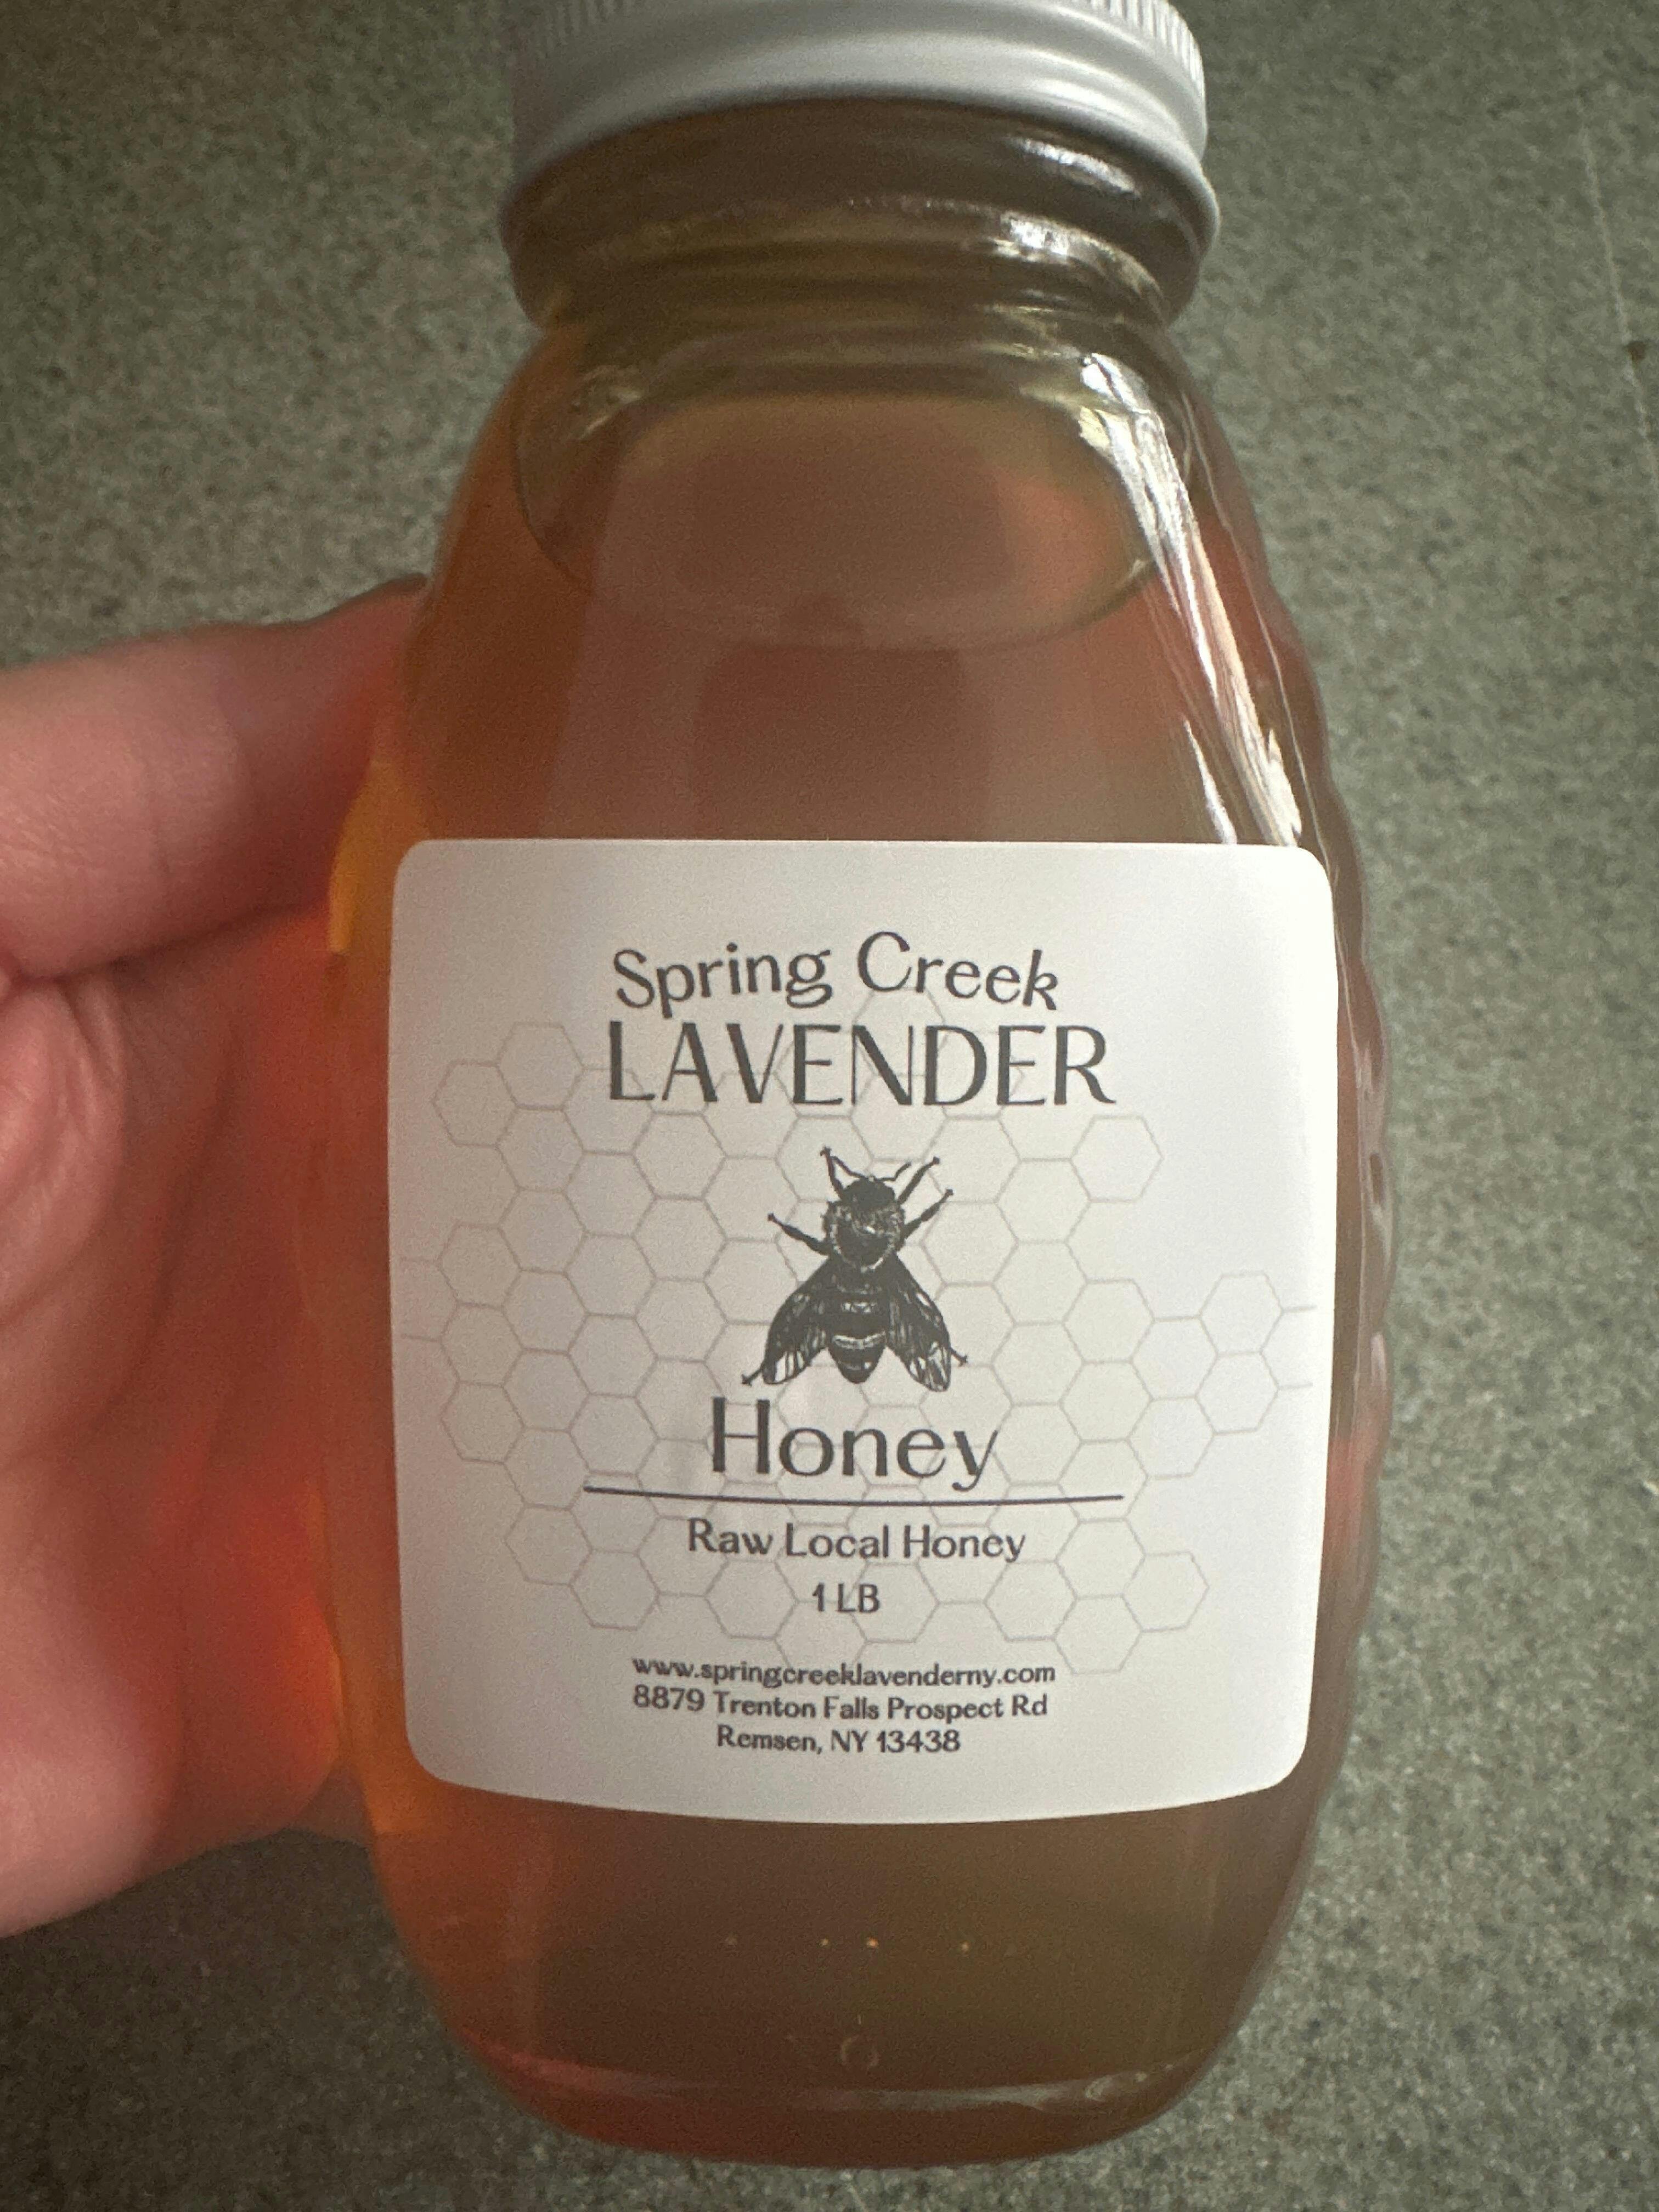 Spring Creek
LAVENDER
Honey
Raw Local Honey
1 LB
www.springcreeklavenderny.com
8879 Trenton Falls Prospect Rd
Remsen, NY 13438